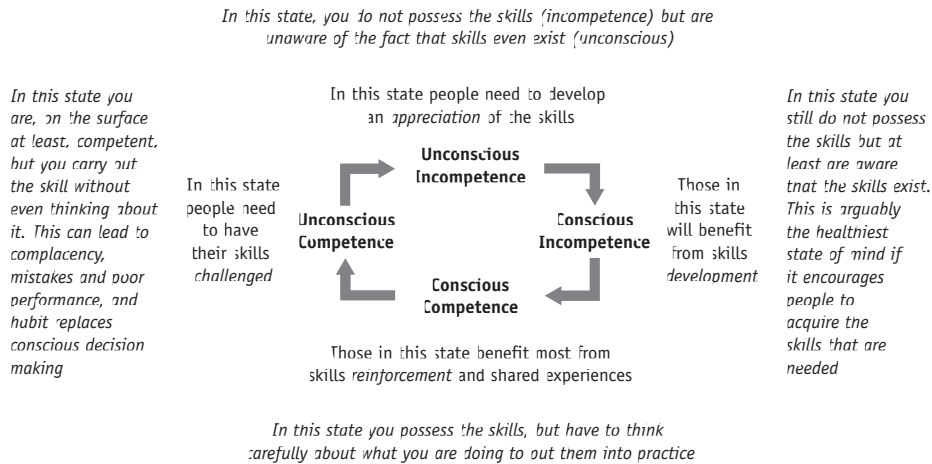 In this state, you do not possess the skills (incompetence) but are
unaware of the fact that skills even exist (unconscious)
In this state you
are, on the surface
at least, competent,
but you carry out
the skill without
even thinking about
it. This can lead to
complacency,
mistakes and poor
performance, and
hubit replaces
conscious decision
making
In this state people need to develop
an appreciation of the skills
In this state
people need
to have
their skills
challenged
Unconscious
Incompetence
Unconscious
Competence
Conscious
Incompetence
Conscious
Competence
Those in
this state
will benefit
from skills
development
In this state you
still do not possess
the skills but at
least are aware
tnat the skills exist.
This is arguably
the healthiest
state of mind if
it encourages
people to
acquire the
skills that are
needed
Those in this state benefit most from
skills reinforcement and shared experiences
In this state you possess the skills, but have to think
carefully about what you are doing to out them into practice